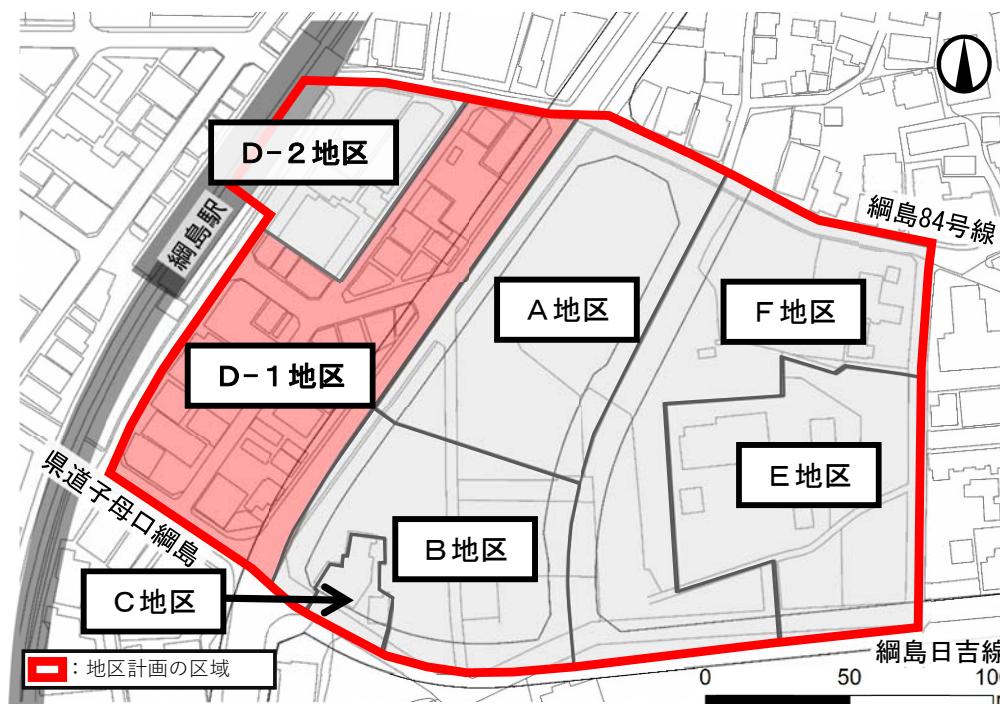 D-2地区
綱島84号線
綱島駅
A地区
F地区
D-1地区
E地区
県道子母口綱島
B地区
C地区
綱島日吉線
：地区計画の区域
0 50